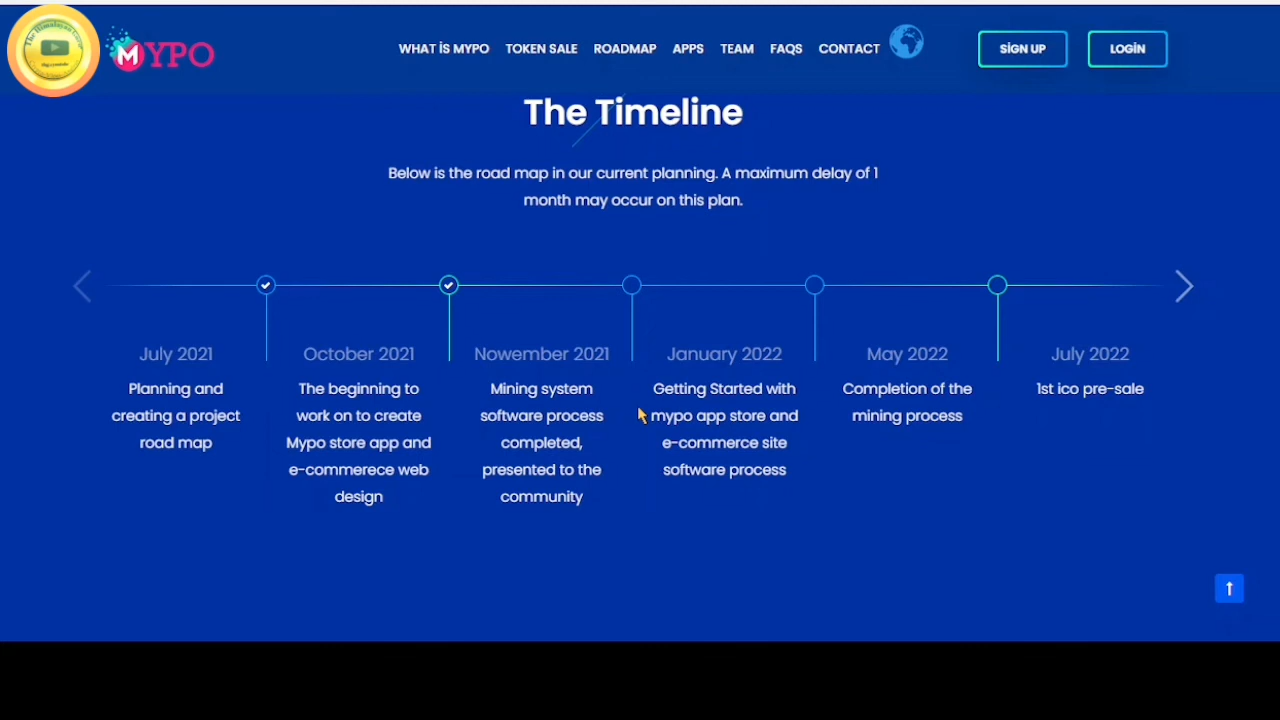 MYPO
WHAT İS MYPO TOKEN SALE ROADMAP APPS TEAM FAQS CONTACT
SİGN UP
LOGİN
The Timeline
Below is the road map in our current planning. A maximum delay of 1
month may occur on this plan.
July 2021
Planning and
creating a project
road map
October 2021
The beginning to
work on to create
Mypo store app and
e-commerece web
design
Nowember 2021
Mining system
software process
completed,
presented to the
community
January 2022
Getting Started with
mypo app store and
e-commerce site
software process
May 2022
Completion of the
mining process
July 2022
1st ico pre-sale